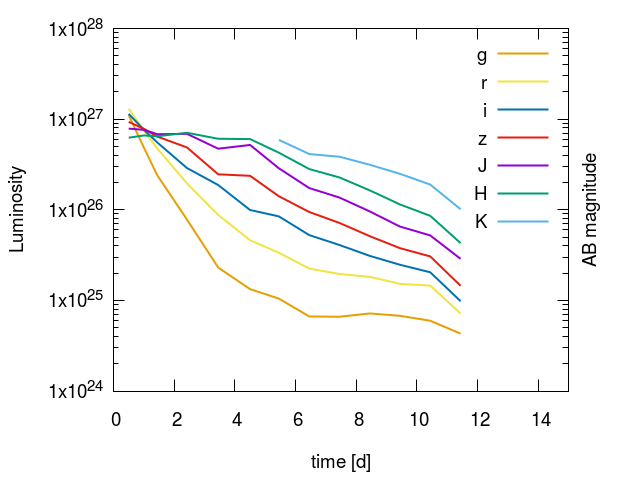 1x10^28
1x10^27
1x10^26
1x10^25
1x10^24
Luminosity
g
r
i
z
J
H
K
AB magnitude
0 2 4 6 8 10 12 14
time [d]